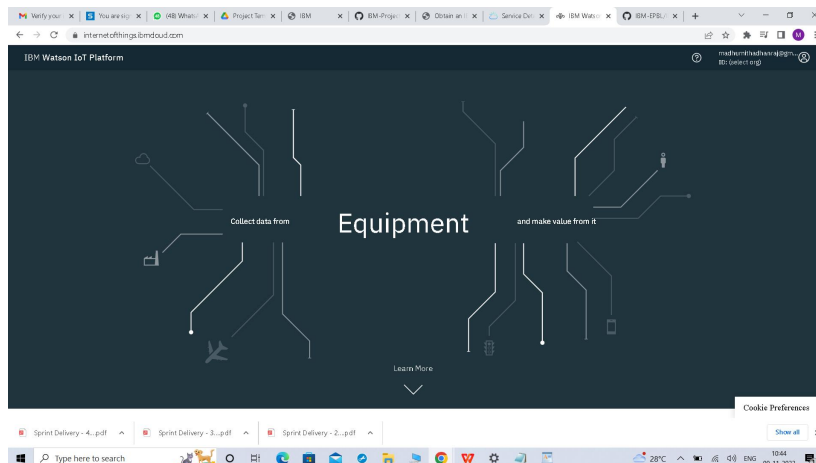 Verify your
You are sig
(48) Whats
Project Tem
IBM
IBM-Projec
Obtain an
Service Det
IBM Watso
IBM-EPBL/
internetofthings.ibmcloud.com
M
IBM Watson IoT Platform
madhumithadhanraj@gm...
ID: (select org)
Collect data from
Equipment
and make value from it
Learn More
Cookie Preferences
Sprint Delivery - 4....pdf
Sprint Delivery - 3....pdf
Sprint Delivery - 2....pdf
Show all
Type here to search
28°C
ENG
10:44